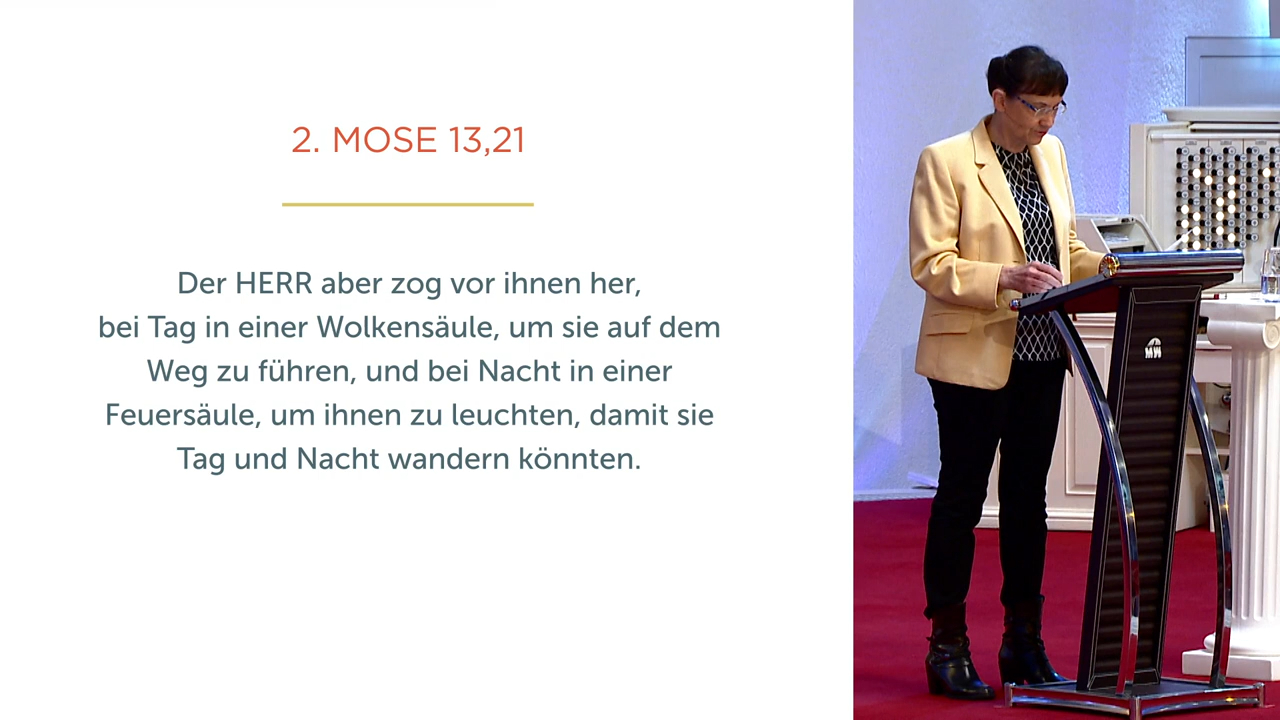 2. MOSE 13,21
Der HERR aber zog vor ihnen her,
bei Tag in einer Wolkensäule, um sie auf dem
Weg zu führen, und bei Nacht in einer
Feuersäule, um ihnen zu leuchten, damit sie
Tag und Nacht wandern könnten.
MW